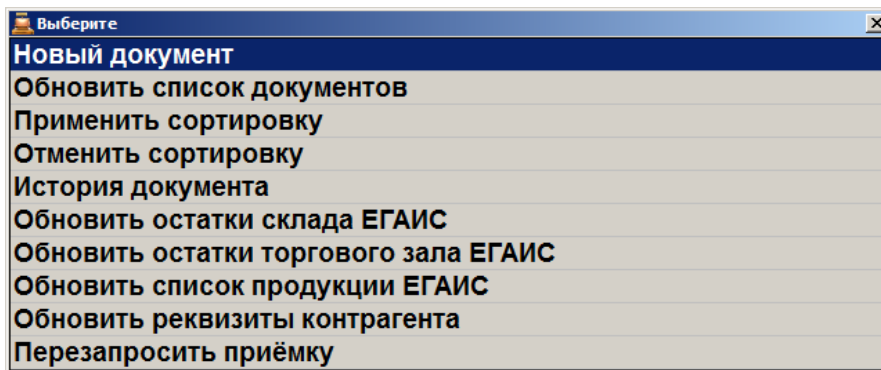 Выберите
Новый документ
Обновить список документов
Применить сортировку
Отменить сортировку
История документа
Обновить остатки склада ЕГАИС
Обновить остатки торгового зала ЕГАИС
Обновить список продукции ЕГАИС
Обновить реквизиты контрагента
Перезапросить приёмку